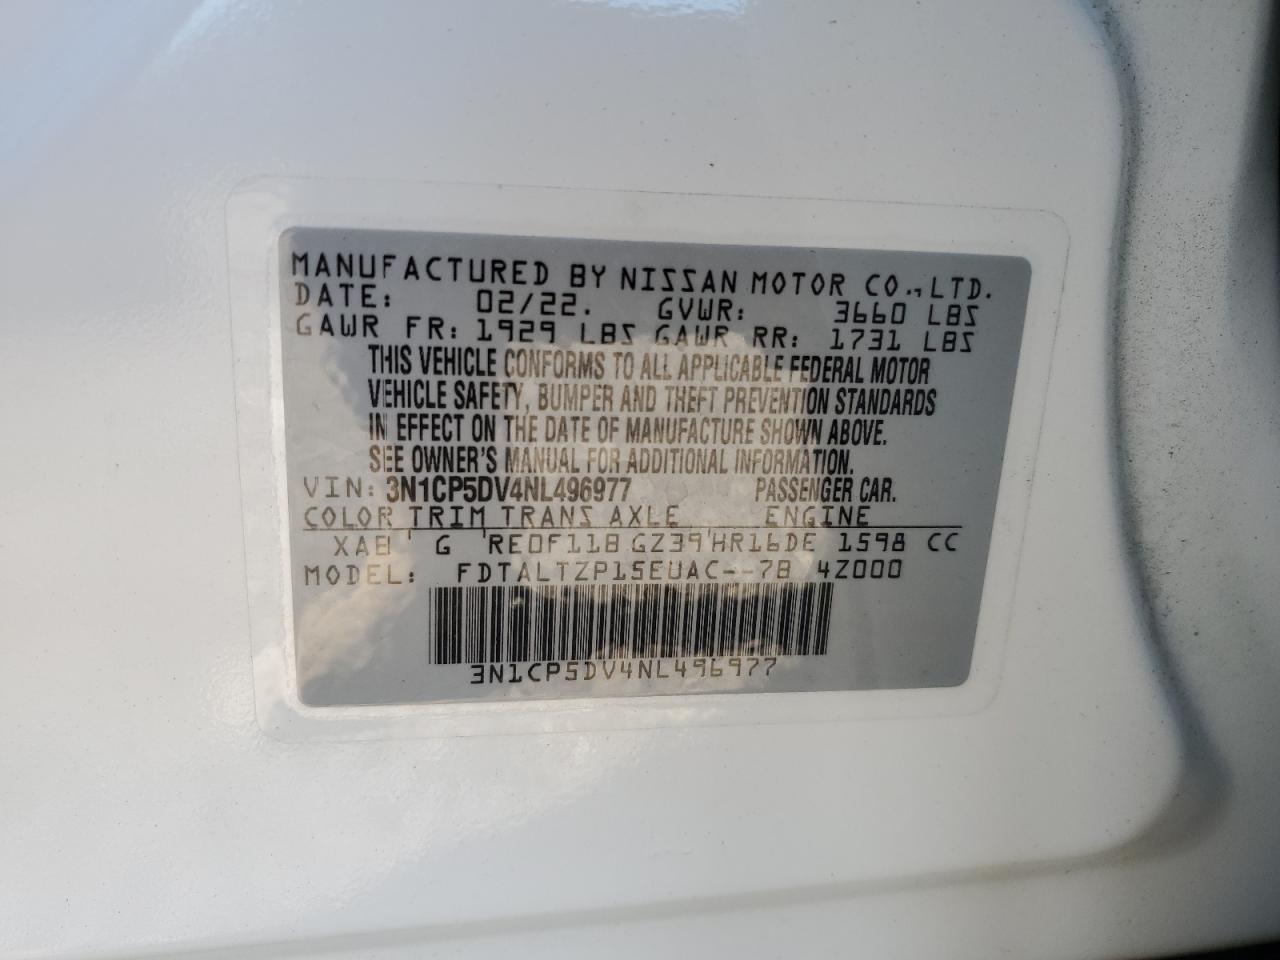 MANUFACTURED BY NISSAN MOTOR CO., LTD.
DATE: 02/22. GVWR: 3660 LBS
GAWR FR: 1929 LBS GAWR RR: 1731 LBS
THIS VEHICLE CONFORMS TO ALL APPLICABLE FEDERAL MOTOR
VEHICLE SAFETY, BUMPER AND THEFT PREVENTION STANDARDS
IN EFFECT ON THE DATE OF MANUFACTURE SHOWN ABOVE.
SEE OWNER'S MANUAL FOR ADDITIONAL INFORMATION.
VIN: 3N1CP5DV4NL496977 PASSENGER CAR.
COLOR TRIM TRANS AXLE ENGINE
XAB ' G 'RE0F11B GZ39'HR16DE 1598 CC
MODEL: FDTALTZP15EUAC--7B 4Z000
3N1CP5DV4NL496977